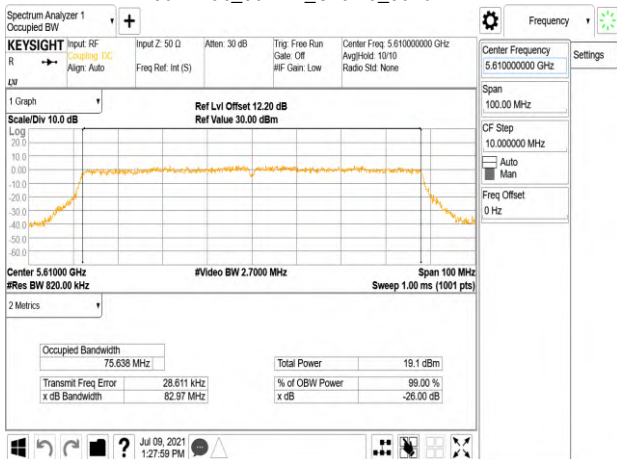 Spectrum Analyzer 1
Occupied BW
Frequency
KEYSIGHT
R
Input: RF
Coupling: DC
Align: Auto
Input Z: 50 Ω
Freq Ref: Int (S)
Atten: 30 dB
Trig: Free Run
Gate: Off
#IF Gain: Low
Center Freq: 5.610000000 GHz
Avg|Hold: 10/10
Radio Std: None
LXI
1 Graph
Scale/Div 10.0 dB
Ref Lvl Offset 12.20 dB
Ref Value 30.00 dBm
Log
20.0
10.0
0.00
-10.0
-20.0
-30.0
-40.0
-50.0
-60.0
Center 5.61000 GHz
#Res BW 820.00 kHz
#Video BW 2.7000 MHz
Span 100 MHz
Sweep 1.00 ms (1001 pts)
2 Metrics
Occupied Bandwidth
75.638 MHz
Transmit Freq Error 28.611 kHz
x dB Bandwidth 82.97 MHz
Total Power 19.1 dBm
% of OBW Power 99.00 %
x dB -26.00 dB
Center Frequency
5.610000000 GHz
Settings
Span
100.00 MHz
CF Step
10.000000 MHz
Auto
Man
Freq Offset
0 Hz
?
Jul 09, 2021
1:27:59 PM